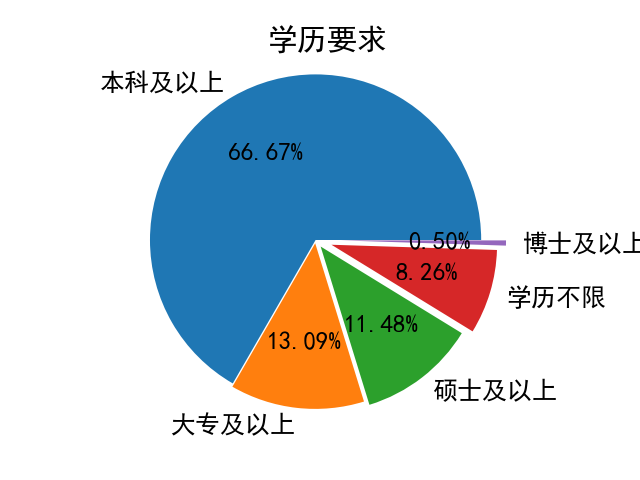 学历要求
本科及以上
66.67%
0.50%
博士及以上
8.26%
学历不限
11.48%
硕士及以上
13.09%
大专及以上